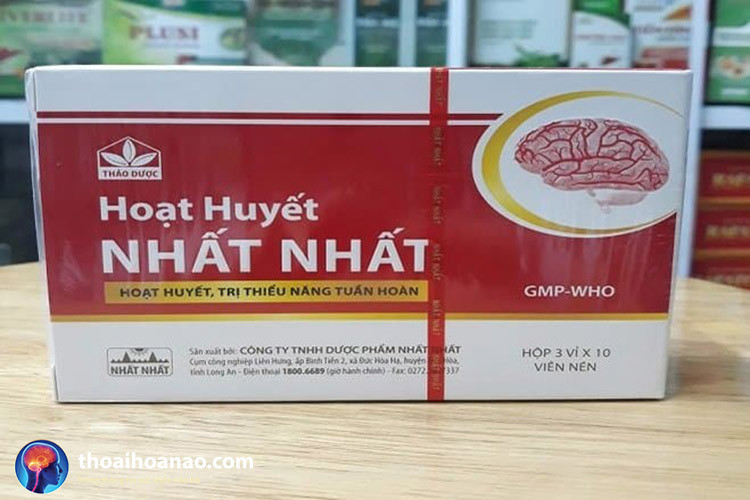 PLUSI
THẢO DƯỢC
Hoạt Huyết
NHẤT NHẤT
HOẠT HUYẾT, TRỊ THIỂU NĂNG TUẦN HOÀN
GMP-WHO
NHẤT NHẤT
Sản xuất bởi: CÔNG TY TNHH DƯỢC PHẨM NHẤT NHẤT
Cụm công nghiệp Liên Hưng, ấp Bình Tiền 2, xã Đức Hòa Hạ, huyện Hòa,
tỉnh Long An - Điện thoại 1800.6689 (giờ hành chính) - Fax: 0272.
HỘP 3 VỈ X 10
VIÊN NÉN
thoaihoanao.com